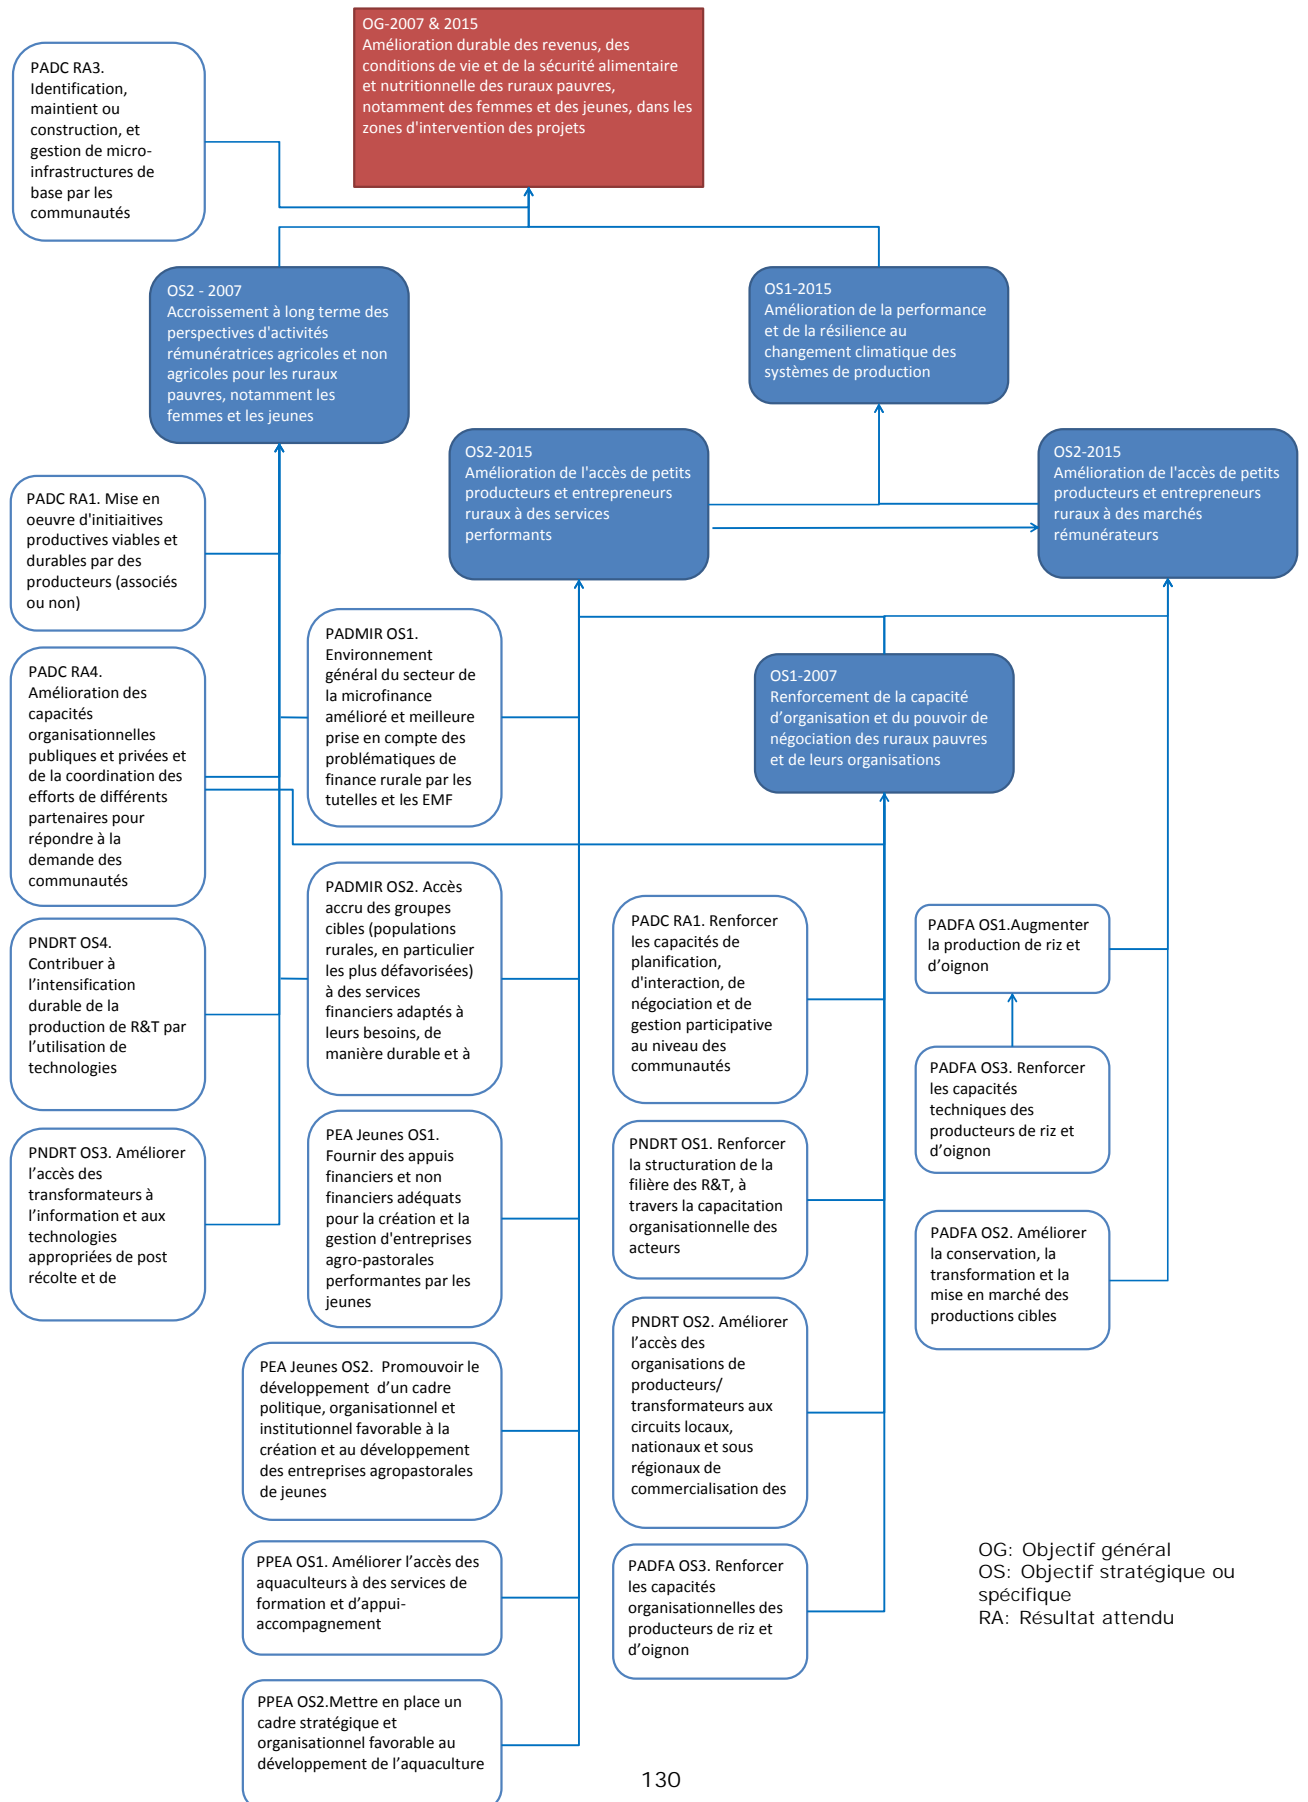 OG-2007 & 2015
Amélioration durable des revenus, des
conditions de vie et de la sécurité alimentaire
et nutritionnelle des ruraux pauvres,
notamment des femmes et des jeunes, dans les
zones d'intervention des projets
PADC RA3.
Identification,
maintient ou
construction, et
gestion de micro-
infrastructures de
base par les
communautés
OS2 - 2007
Accroissement à long terme des
perspectives d'activités
rémunératrices agricoles et non
agricoles pour les ruraux
pauvres, notamment les
femmes et les jeunes
OS1-2015
Amélioration de la performance
et de la résilience au
changement climatique des
systèmes de production
OS2-2015
Amélioration de l'accès de petits
producteurs et entrepreneurs
ruraux à des services
performants
OS2-2015
Amélioration de l'accès de petits
producteurs et entrepreneurs
ruraux à des marchés
rémunérateurs
PADC RA1. Mise en
oeuvre d'initiaitives
productives viables et
durables par des
producteurs (associés
ou non)
PADMIR OS1.
Environnement
général du secteur de
la microfinance
amélioré et meilleure
prise en compte des
problématiques de
finance rurale par les
tutelles et les EMF
OS1-2007
Renforcement de la capacité
d’organisation et du pouvoir de
négociation des ruraux pauvres
et de leurs organisations
PADC RA4.
Amélioration des
capacités
organisationnelles
publiques et privées et
de la coordination des
efforts de différents
partenaires pour
répondre à la
demande des
communautés
PADMIR OS2. Accès
accru des groupes
cibles (populations
rurales, en particulier
les plus défavorisées)
à des services
financiers adaptés à
leurs besoins, de
manière durable et à
PADC RA1. Renforcer
les capacités de
planification,
d'interaction, de
négociation et de
gestion participative
au niveau des
communautés
PADFA OS1.Augmenter
la production de riz et
d’oignon
PNDRT OS4.
Contribuer à
l’intensification
durable de la
production de R&T par
l’utilisation de
technologies
PADFA OS3. Renforcer
les capacités
techniques des
producteurs de riz et
d’oignon
PEA Jeunes OS1.
Fournir des appuis
financiers et non
financiers adéquats
pour la création et la
gestion d'entreprises
agro-pastorales
performantes par les
jeunes
PNDRT OS1. Renforcer
la structuration de la
filière des R&T, à
travers la capacitation
organisationnelle des
acteurs
PNDRT OS3. Améliorer
l’accès des
transformateurs à
l’information et aux
technologies
appropriées de post
récolte et de
PADFA OS2. Améliorer
la conservation, la
transformation et la
mise en marché des
productions cibles
PNDRT OS2. Améliorer
l’accès des
organisations de
producteurs/
transformateurs aux
circuits locaux,
nationaux et sous
régionaux de
commercialisation des
PEA Jeunes OS2. Promouvoir le
développement d’un cadre
politique, organisationnel et
institutionnel favorable à la
création et au développement
des entreprises agropastorales
de jeunes
PPEA OS1. Améliorer l’accès des
aquaculteurs à des services de
formation et d’appui-
accompagnement
PADFA OS3. Renforcer
les capacités
organisationnelles des
producteurs de riz et
d’oignon
OG: Objectif général
OS: Objectif stratégique ou
spécifique
RA: Résultat attendu
PPEA OS2.Mettre en place un
cadre stratégique et
organisationnel favorable au
développement de l’aquaculture
130